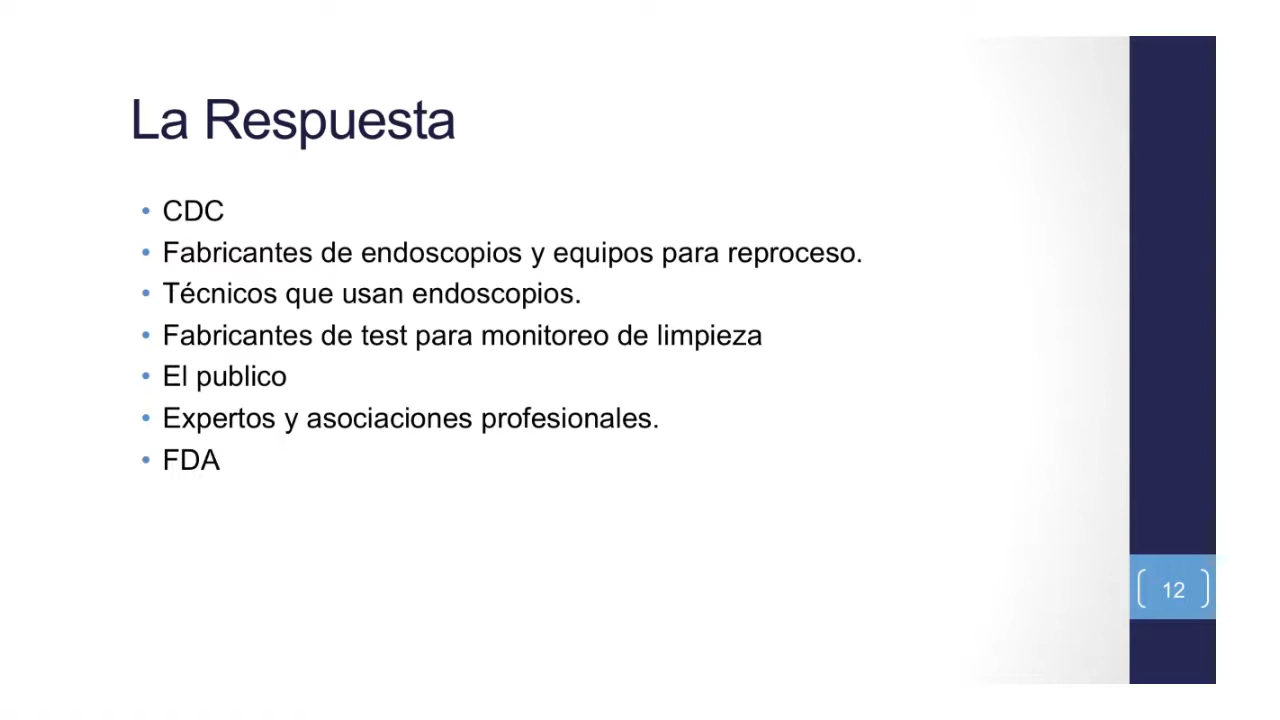 La Respuesta
• CDC
• Fabricantes de endoscopios y equipos para reproceso.
• Técnicos que usan endoscopios.
• Fabricantes de test para monitoreo de limpieza
• El publico
• Expertos y asociaciones profesionales.
• FDA
12